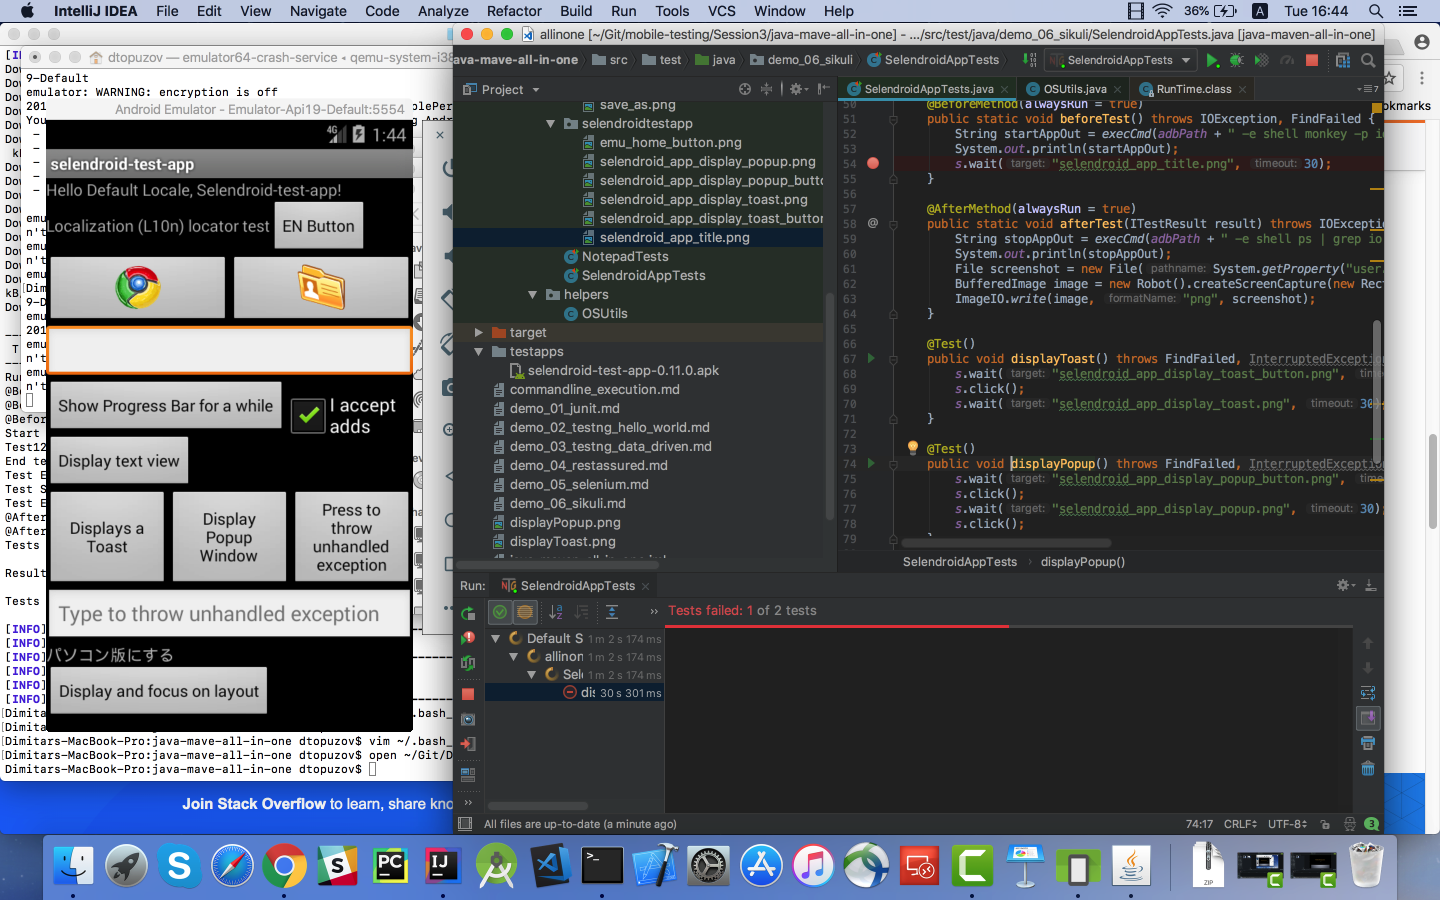 IntelliJ IDEA File Edit View Navigate Code Analyze Refactor Build Run Tools VCS Window Help 36% A Tue 16:44
dtopuzov — emulator64-crash-service ◂ qemu-system-i38
9-Default
emulator: WARNING: encryption is off
Android Emulator - Emulator-Api19-Default:5554
4G 1:44
selendroid-test-app
Hello Default Locale, Selendroid-test-app!
Localization (L10n) locator test EN Button
Show Progress Bar for a while
I accept
adds
Display text view
Displays a
Toast
Display
Popup
Window
Press to
throw
unhandled
exception
Type to throw unhandled exception
パソコン版にする
Display and focus on layout
Dimitars-MacBook-Pro:java-mave-all-in-one dtopuzov$ vim ~/.bash_
Dimitars-MacBook-Pro:java-mave-all-in-one dtopuzov$ open ~/Git/D
Dimitars-MacBook-Pro:java-mave-all-in-one dtopuzov$
Join Stack Overflow to learn, share kno
allinone [~/Git/mobile-testing/Session3/java-mave-all-in-one] - .../src/test/java/demo_06_sikuli/SelendroidAppTests.java [java-maven-all-in-one]
ava-mave-all-in-one src test java demo_06_sikuli SelendroidAppTests SelendroidAppTests
Project
save_as.png
selendroidtestapp
emu_home_button.png
selendroid_app_display_popup.png
selendroid_app_display_popup_butto
selendroid_app_display_toast.png
selendroid_app_display_toast_button
selendroid_app_title.png
NotepadTests
SelendroidAppTests
helpers
OSUtils
target
testapps
selendroid-test-app-0.11.0.apk
commandline_execution.md
demo_01_junit.md
demo_02_testng_hello_world.md
demo_03_testng_data_driven.md
demo_04_restassured.md
demo_05_selenium.md
demo_06_sikuli.md
displayPopup.png
displayToast.png
SelendroidAppTests.java OSUtils.java RunTime.class
50 @BeforeMethod(alwaysRun = true)
51 public static void beforeTest() throws IOException, FindFailed {
52 String startAppOut = execCmd(adbPath + " -e shell monkey -p io
53 System.out.println(startAppOut);
54 s.wait( target: "selendroid_app_title.png", timeout: 30);
55 }
56
57 @AfterMethod(alwaysRun = true)
58 @ public static void afterTest(ITestResult result) throws IOExcepti
59 String stopAppOut = execCmd(adbPath + " -e shell ps | grep io
60 System.out.println(stopAppOut);
61 File screenshot = new File( pathname: System.getProperty("user.
62 BufferedImage image = new Robot().createScreenCapture(new Rect
63 ImageIO.write(image, formatName: "png", screenshot);
64 }
65
66 @Test()
67 public void displayToast() throws FindFailed, InterruptedException
68 s.wait( target: "selendroid_app_display_toast_button.png", time
69 s.click();
70 s.wait( target: "selendroid_app_display_toast.png", timeout: 30
71 }
72
73 @Test()
74 public void displayPopup() throws FindFailed, InterruptedException
75 s.wait( target: "selendroid_app_display_popup_button.png", time
76 s.click();
77 s.wait( target: "selendroid_app_display_popup.png", timeout: 30)
78 s.click();
79
SelendroidAppTests › displayPopup()
Run: SelendroidAppTests
Tests failed: 1 of 2 tests
Default S 1 m 2 s 174 ms
allinon 1 m 2 s 174 ms
Sele 1 m 2 s 174 ms
dis 30 s 301 ms
All files are up-to-date (a minute ago) 74:17 CRLF UTF-8 3
okmarks